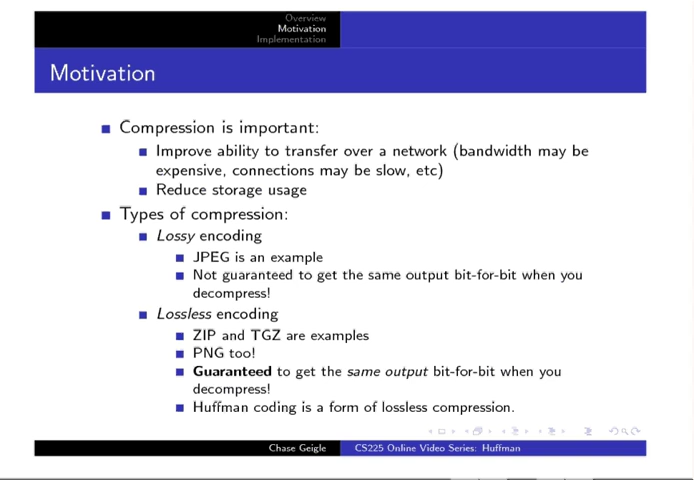 Overview
Motivation
Implementation
Motivation
Compression is important:
Improve ability to transfer over a network (bandwidth may be
expensive, connections may be slow, etc)
Reduce storage usage
Types of compression:
Lossy encoding
JPEG is an example
Not guaranteed to get the same output bit-for-bit when you
decompress!
Lossless encoding
ZIP and TGZ are examples
PNG too!
Guaranteed to get the same output bit-for-bit when you
decompress!
Huffman coding is a form of lossless compression.
Chase Geigle CS225 Online Video Series: Huffman